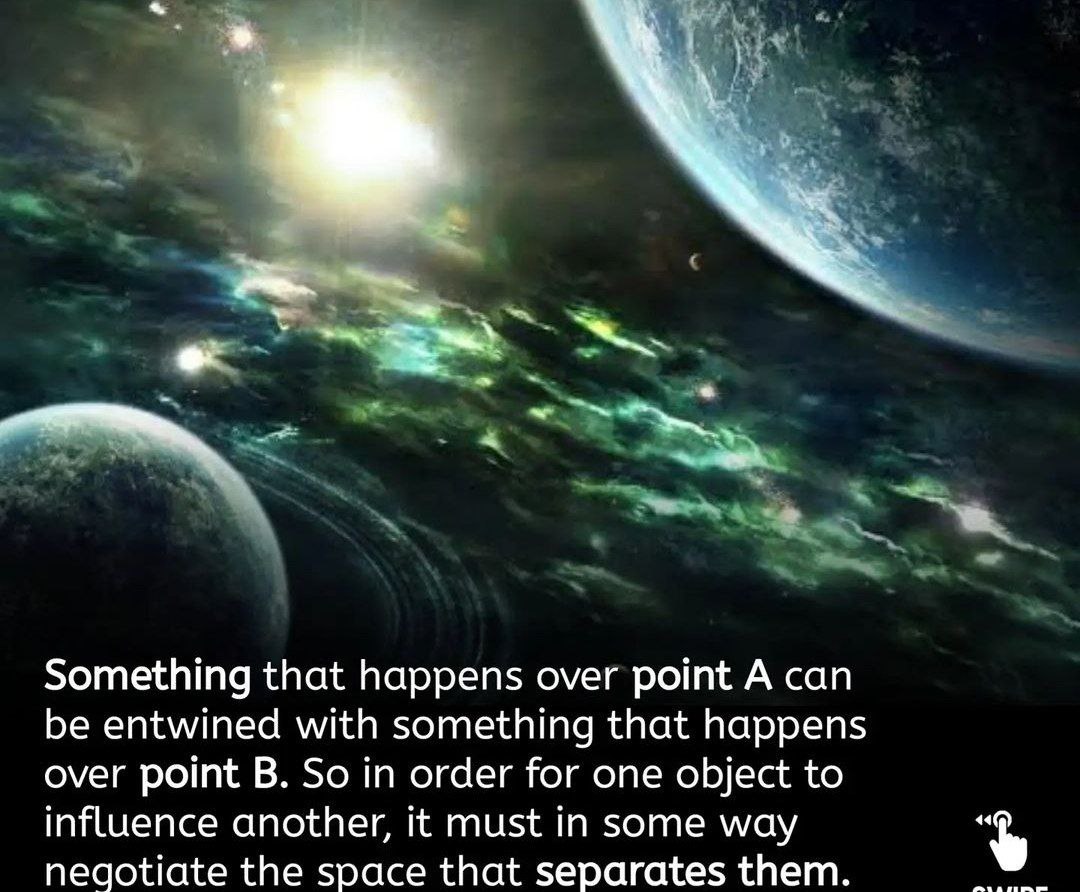 Something that happens over point A can
be entwined with something that happens
over point B. So in order for one object to
influence another, it must in some way
negotiate the space that separates them.
SWIPE